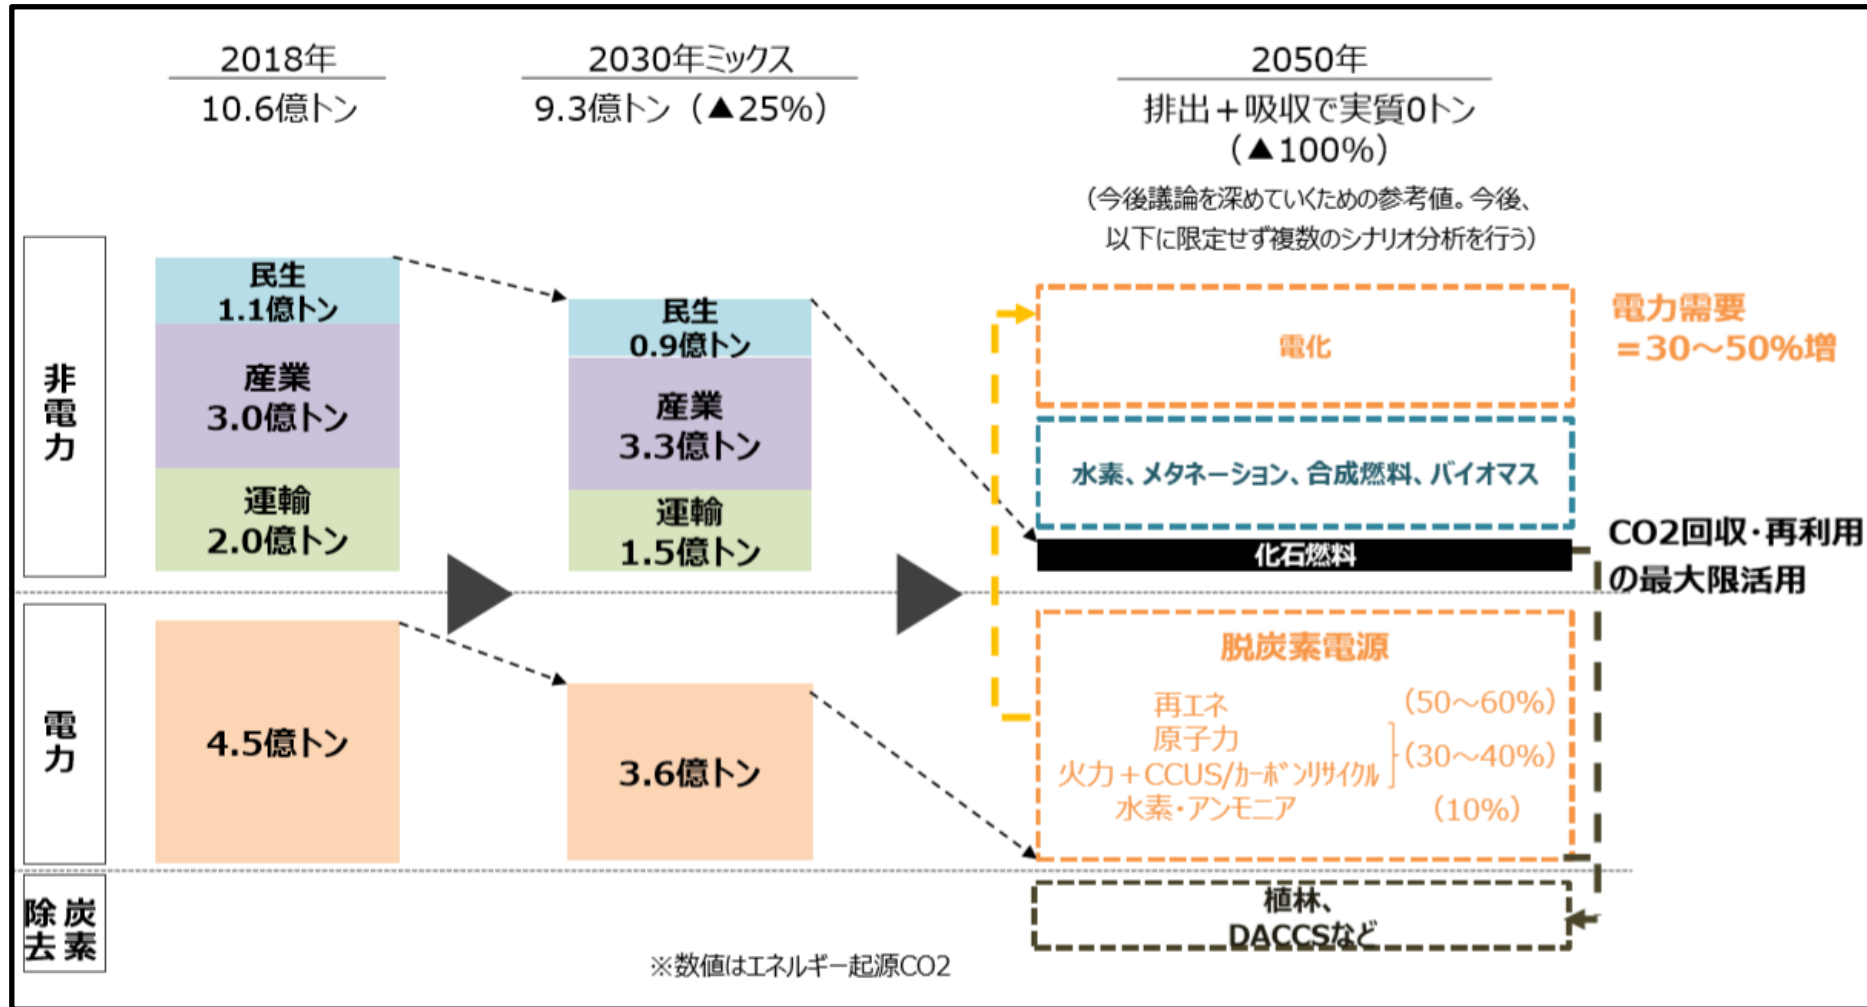 2018年
10.6億トン
2030年ミックス
9.3億トン（▲25%）
2050年
排出＋吸収で実質0トン
（▲100%）
（今後議論を深めていくための参考値。今後、
以下に限定せず複数のシナリオ分析を行う）
非電力
民生
1.1億トン
産業
3.0億トン
運輸
2.0億トン
民生
0.9億トン
産業
3.3億トン
運輸
1.5億トン
電化
水素、メタネーション、合成燃料、バイオマス
化石燃料
電力需要
＝30～50%増
CO2回収・再利用
の最大限活用
電力
4.5億トン
3.6億トン
脱炭素電源
再エネ （50～60%）
原子力
（30～40%）
火力＋CCUS/カーボンリサイクル
水素・アンモニア （10%）
炭素除去
植林、
DACCSなど
※数値はエネルギー起源CO2